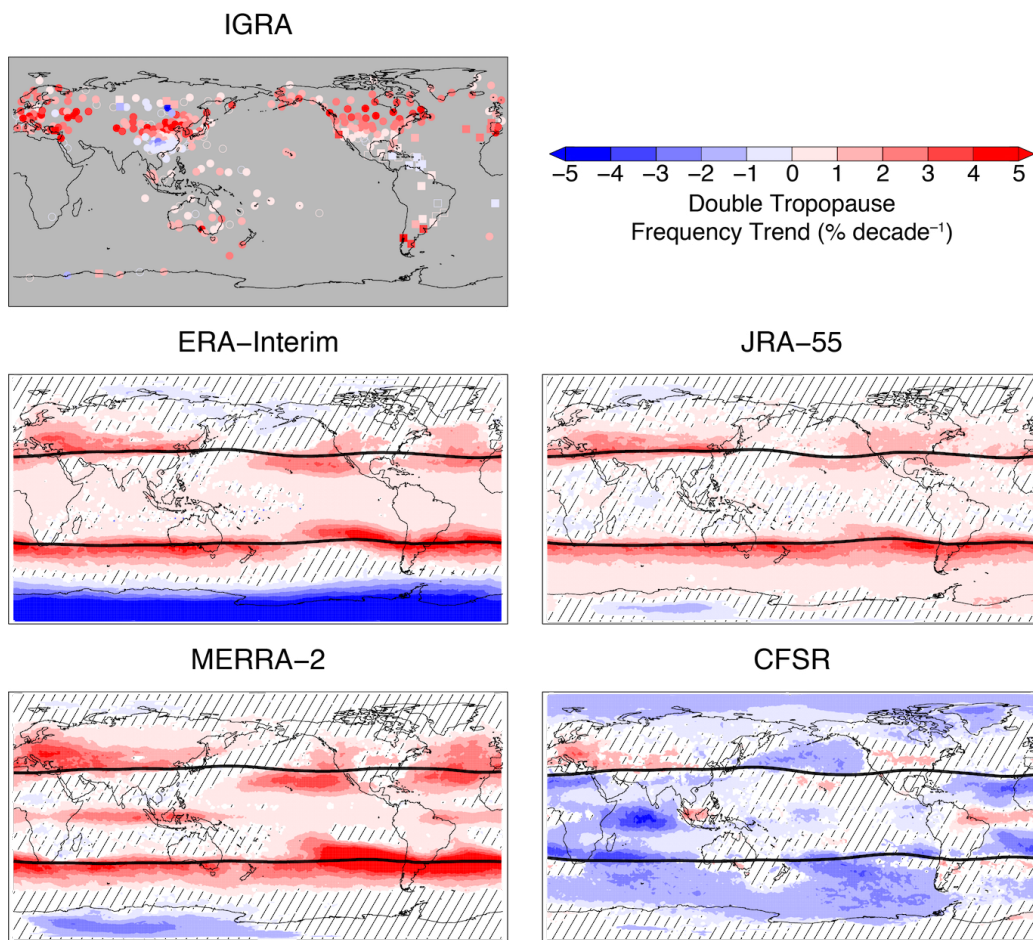 IGRA
−5 −4 −3 −2 −1 0 1 2 3 4 5
Double Tropopause
Frequency Trend (% decade⁻¹)
ERA−Interim
JRA−55
MERRA−2
CFSR